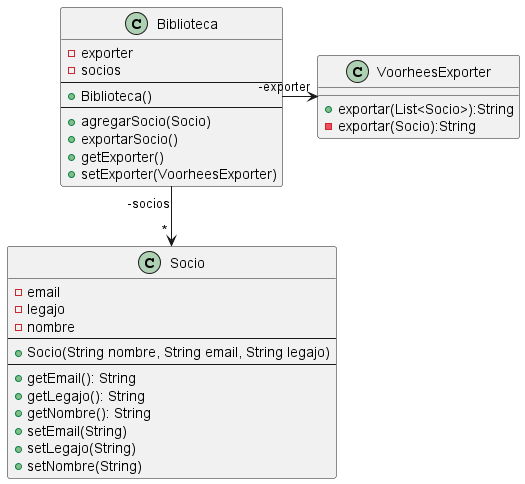 C Biblioteca
exporter
socios
Biblioteca()
agregarSocio(Socio)
exportarSocio()
getExporter()
setExporter(VoorheesExporter)
-exporter
C VoorheesExporter
exportar(List<Socio>):String
exportar(Socio):String
-socios
*
C Socio
email
legajo
nombre
Socio(String nombre, String email, String legajo)
getEmail(): String
getLegajo(): String
getNombre(): String
setEmail(String)
setLegajo(String)
setNombre(String)